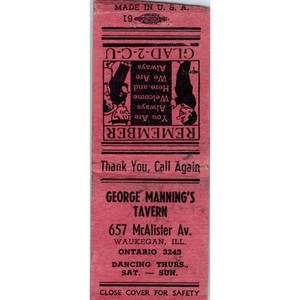 MADE IN U. S. A.
19
GLAD-2-C-U
You Are
Always
Welcome
Here and
We Are
Always
REMEMBER
Thank You, Call Again
GEORGE MANNING'S
TAVERN
657 McAlister Av.
WAUKEGAN, ILL.
ONTARIO 3243
DANCING THURS.
SAT. — SUN.
CLOSE COVER FOR SAFETY